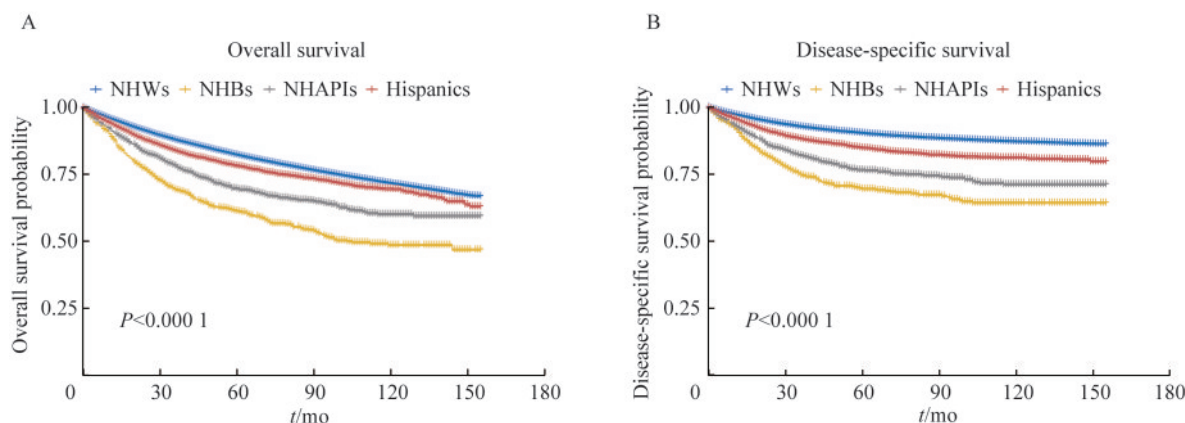 A
Overall survival
NHWs NHBs NHAPIs Hispanics
Overall survival probability
1.00
0.75
0.50
0.25
P<0.000 1
0 30 60 90 120 150 180
t/mo
B
Disease-specific survival
NHWs NHBs NHAPIs Hispanics
Disease-specific survival probability
1.00
0.75
0.50
0.25
P<0.000 1
0 30 60 90 120 150 180
t/mo